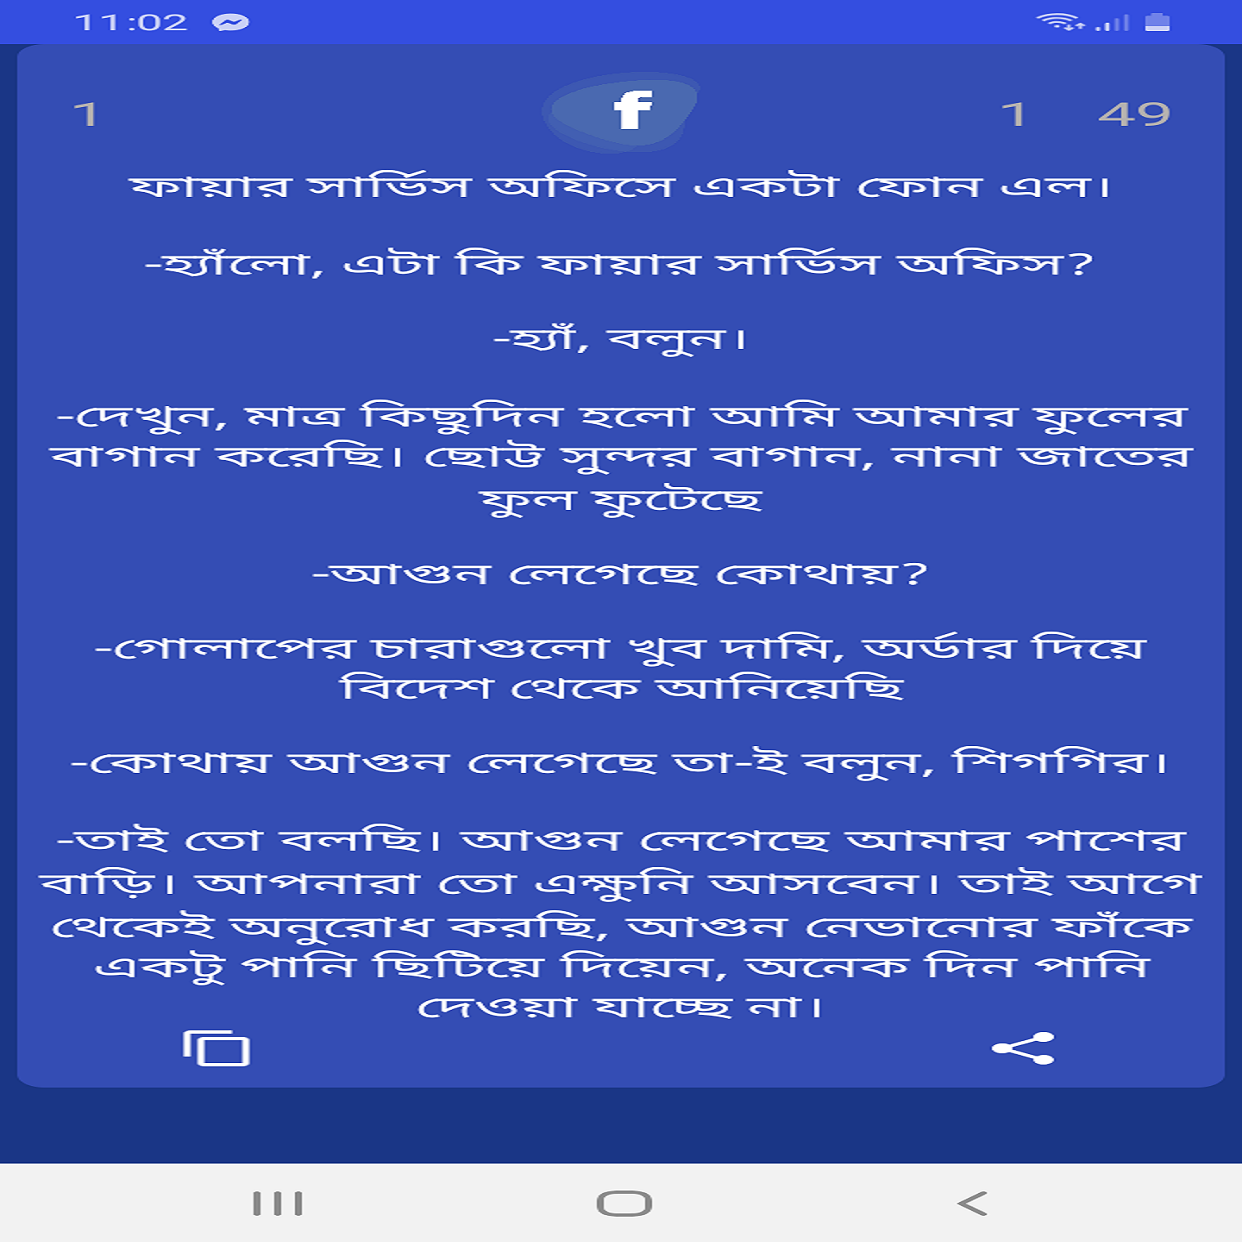 11:02
1
f
1 49
ফায়ার সার্ভিস অফিসে একটা ফোন এল।
-হ্যাঁলো, এটা কি ফায়ার সার্ভিস অফিস?
-হ্যাঁ, বলুন।
-দেখুন, মাত্র কিছুদিন হলো আমি আমার ফুলের
বাগান করেছি। ছোট্ট সুন্দর বাগান, নানা জাতের
ফুল ফুটেছে
-আগুন লেগেছে কোথায়?
-গোলাপের চারাগুলো খুব দামি, অর্ডার দিয়ে
বিদেশ থেকে আনিয়েছি
-কোথায় আগুন লেগেছে তা-ই বলুন, শিগগির।
-তাই তো বলছি। আগুন লেগেছে আমার পাশের
বাড়ি। আপনারা তো এক্ষুনি আসবেন। তাই আগে
থেকেই অনুরোধ করছি, আগুন নেভানোর ফাঁকে
একটু পানি ছিটিয়ে দিয়েন, অনেক দিন পানি
দেওয়া যাচ্ছে না।